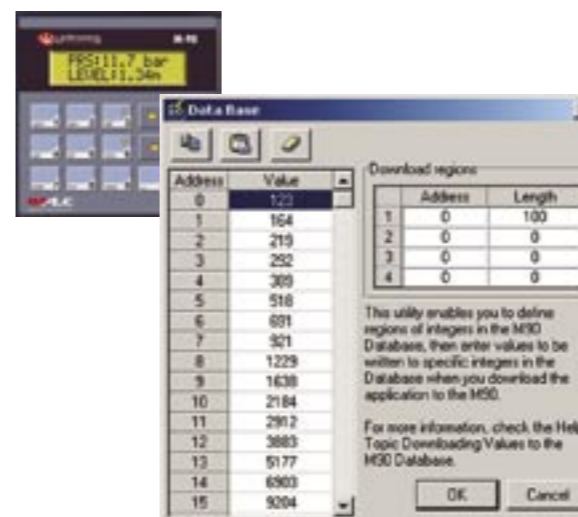 unitronics M-90
PRS:11.7 bar
LEVEL:1.34m
Data Base
Address Value
0 123
1 164
2 219
3 292
4 389
5 518
6 691
7 921
8 1229
9 1638
10 2184
11 2912
12 3883
13 5177
14 6903
15 9204
Download regions
Address Length
1 0 100
2 0 0
3 0 0
4 0 0
This utility enables you to define
regions of integers in the M90
Database, then enter values to be
written to specific integers in the
Database when you download the
application to the M90.
For more information, check the Help
Topic Downloading Values to the
M90 Database.
OK Cancel